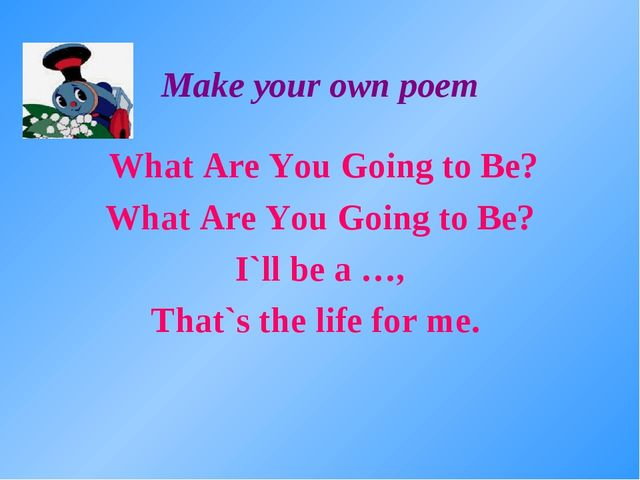 Make your own poem
What Are You Going to Be?
What Are You Going to Be?
I`ll be a …,
That`s the life for me.